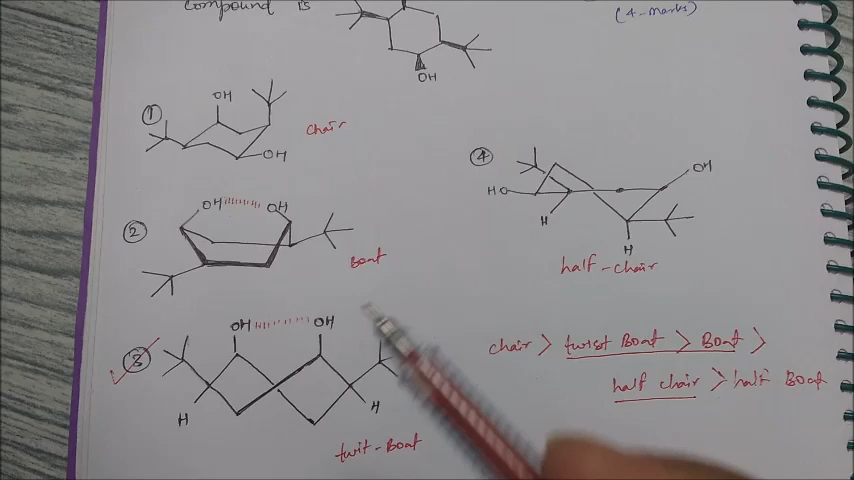 compound is
(4-marks)
OH
①
OH
OH
chair
②
OH
OH
Boat
③
OH
OH
H
H
twit-Boat
④
HO
OH
H
H
half-chair
chair > twist Boat > Boat >
half chair > half Boat